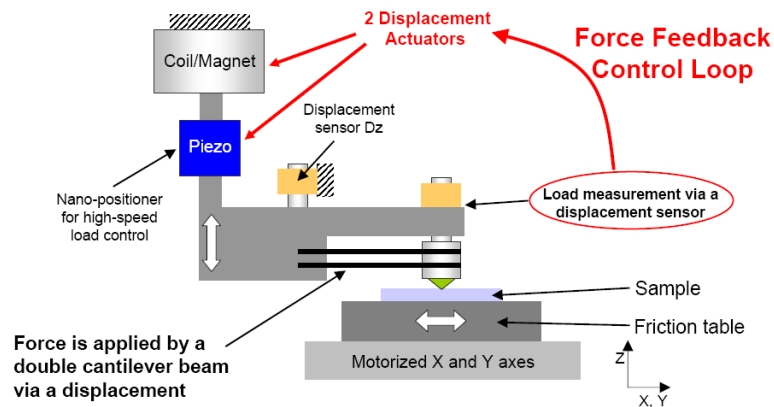 2 Displacement
Actuators
Force Feedback
Control Loop
Coil/Magnet
Displacement
sensor Dz
Piezo
Nano-positioner
for high-speed
load control
Load measurement via a
displacement sensor
Sample
Friction table
Force is applied by a
double cantilever beam
via a displacement
Motorized X and Y axes
Z
X. Y